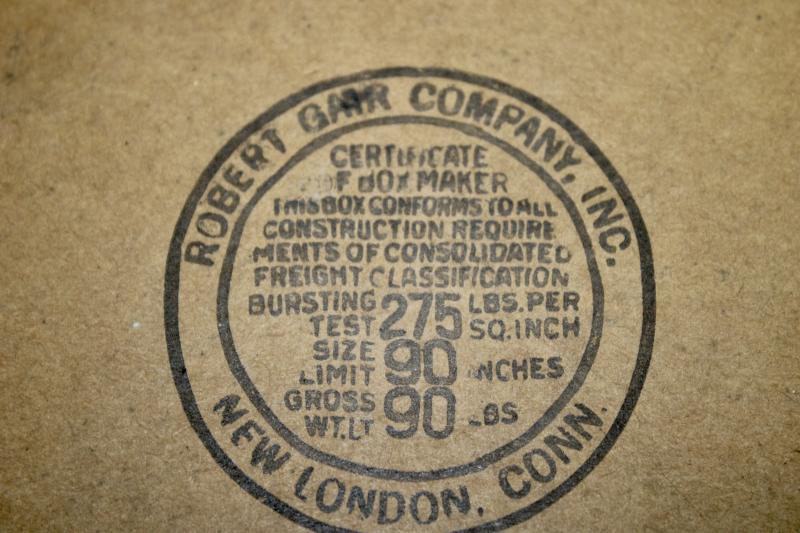 ROBERT GAIR COMPANY, INC.
CERTIFICATE
OF BOX MAKER
THIS BOX CONFORMS TO ALL
CONSTRUCTION REQUIRE
MENTS OF CONSOLIDATED
FREIGHT CLASSIFICATION
BURSTING TEST 275 LBS. PER SQ. INCH
SIZE LIMIT 90 INCHES
GROSS WT. LT 90 LBS
NEW LONDON, CONN.